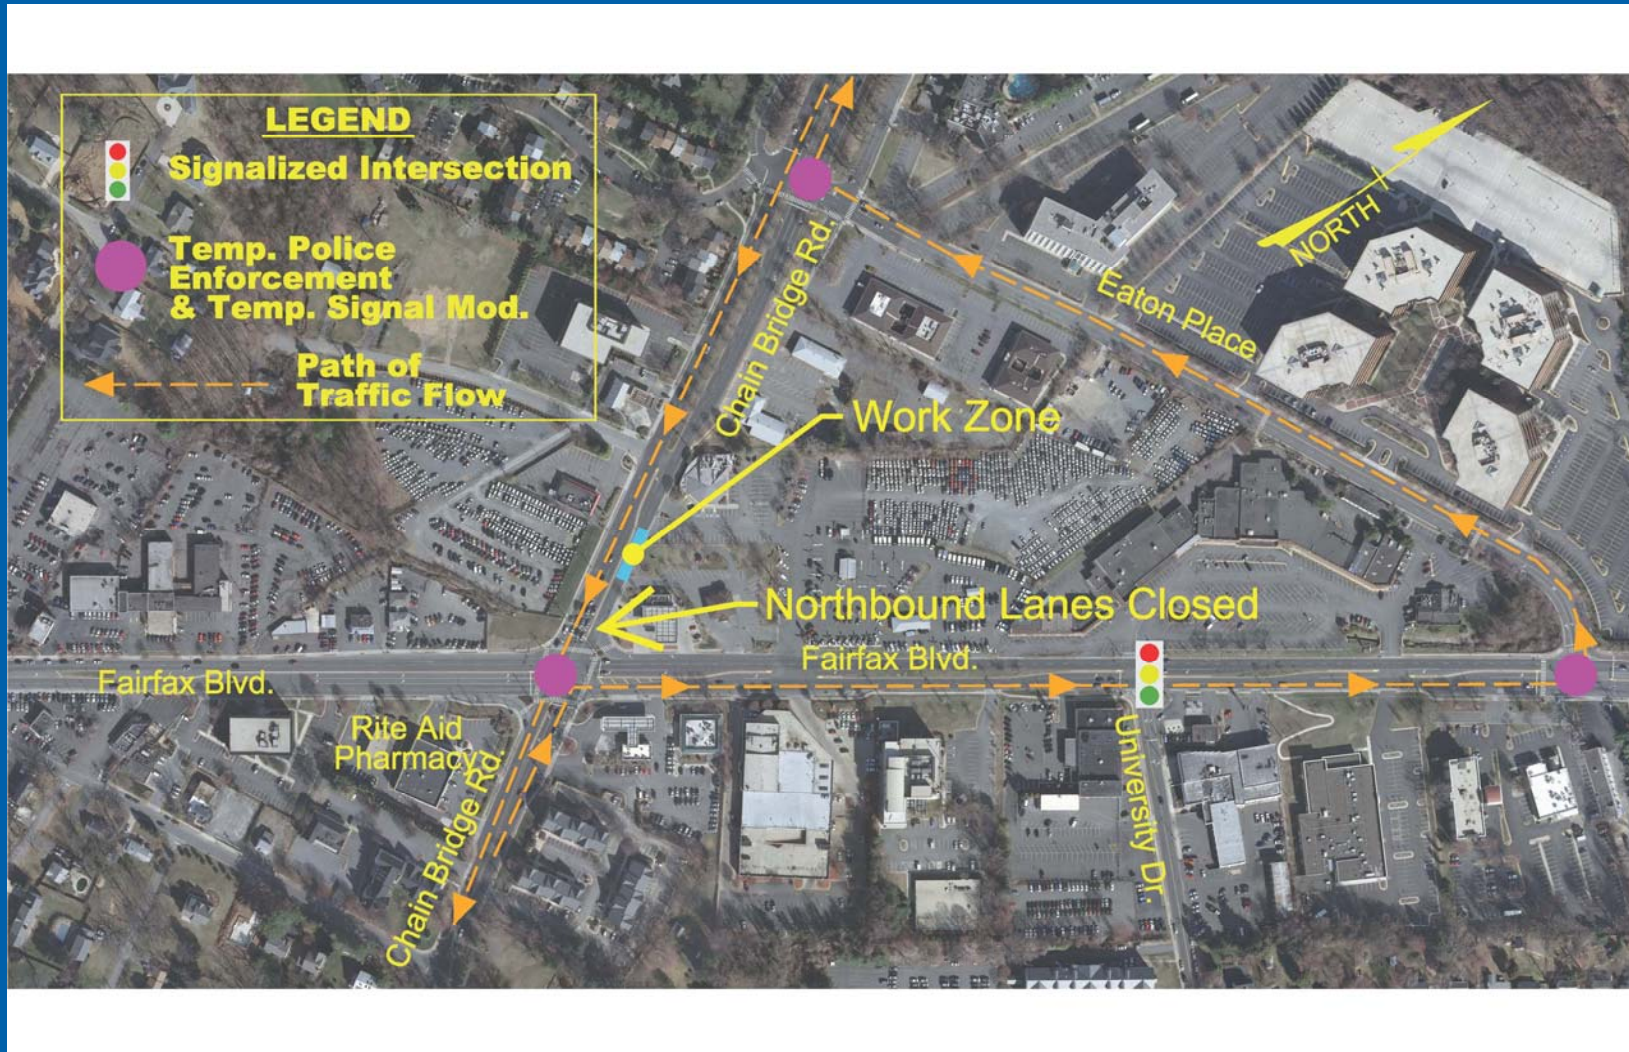 LEGEND
Signalized Intersection
Temp. Police
Enforcement
& Temp. Signal Mod.
Path of
Traffic Flow
NORTH
Chain Bridge Rd.
Eaton Place
Work Zone
Northbound Lanes Closed
Fairfax Blvd.
Fairfax Blvd.
Rite Aid
Pharmacy
Chain Bridge Rd.
University Dr.